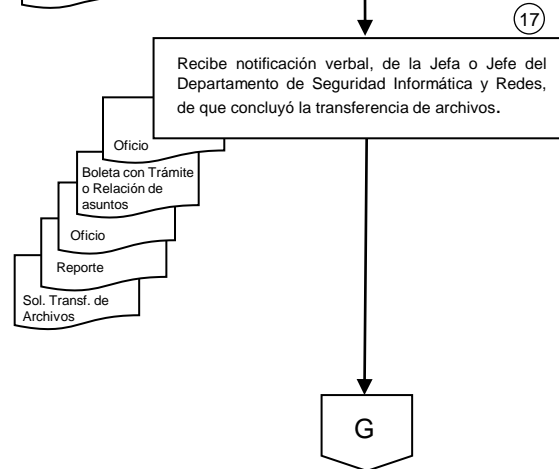 17
Recibe notificación verbal, de la Jefa o Jefe del
Departamento de Seguridad Informática y Redes,
de que concluyó la transferencia de archivos.
Oficio
Boleta con Trámite
o Relación de
asuntos
Oficio
Reporte
Sol. Transf. de
Archivos
G